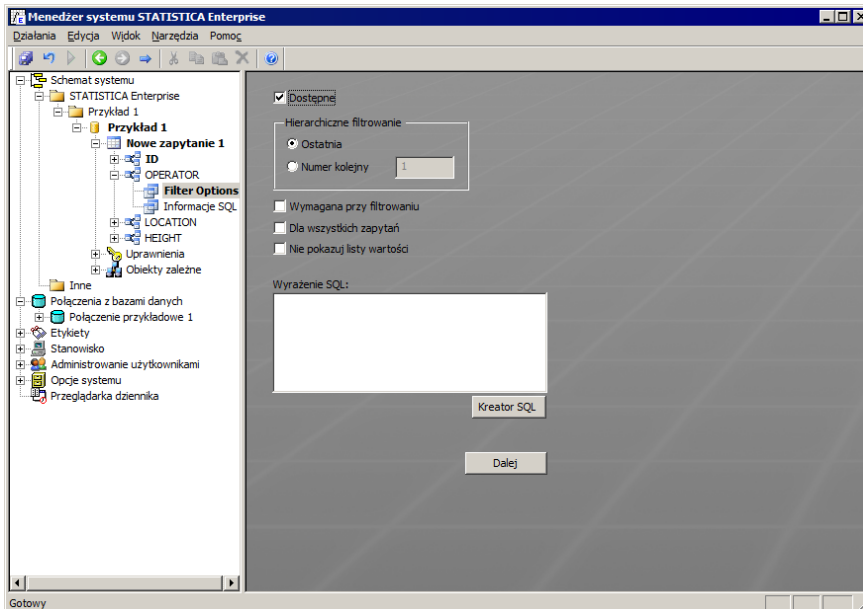 Menedżer systemu STATISTICA Enterprise
Działania Edycja Widok Narzędzia Pomoc
Schemat systemu
STATISTICA Enterprise
Przykład 1
Przykład 1
Nowe zapytanie 1
ID
OPERATOR
Filter Options
Informacje SQL
LOCATION
HEIGHT
Uprawnienia
Obiekty zależne
Inne
Połączenia z bazami danych
Połączenie przykładowe 1
Etykiety
Stanowisko
Administrowanie użytkownikami
Opcje systemu
Przeglądarka dziennika
Dostępne
Hierarchiczne filtrowanie
Ostatnia
Numer kolejny 1
Wymagana przy filtrowaniu
Dla wszystkich zapytań
Nie pokazuj listy wartości
Wyrażenie SQL:
Kreator SQL
Dalej
Gotowy